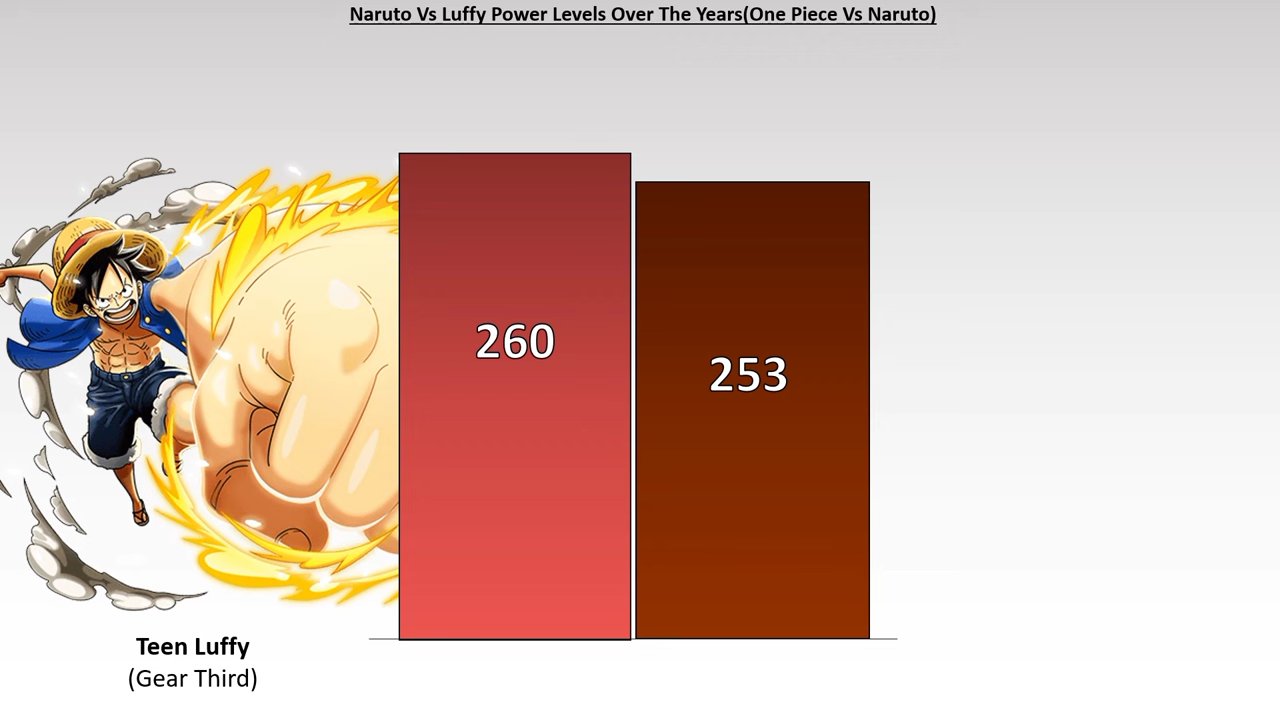 Naruto Vs Luffy Power Levels Over The Years(One Piece Vs Naruto)
260
253
Teen Luffy
(Gear Third)